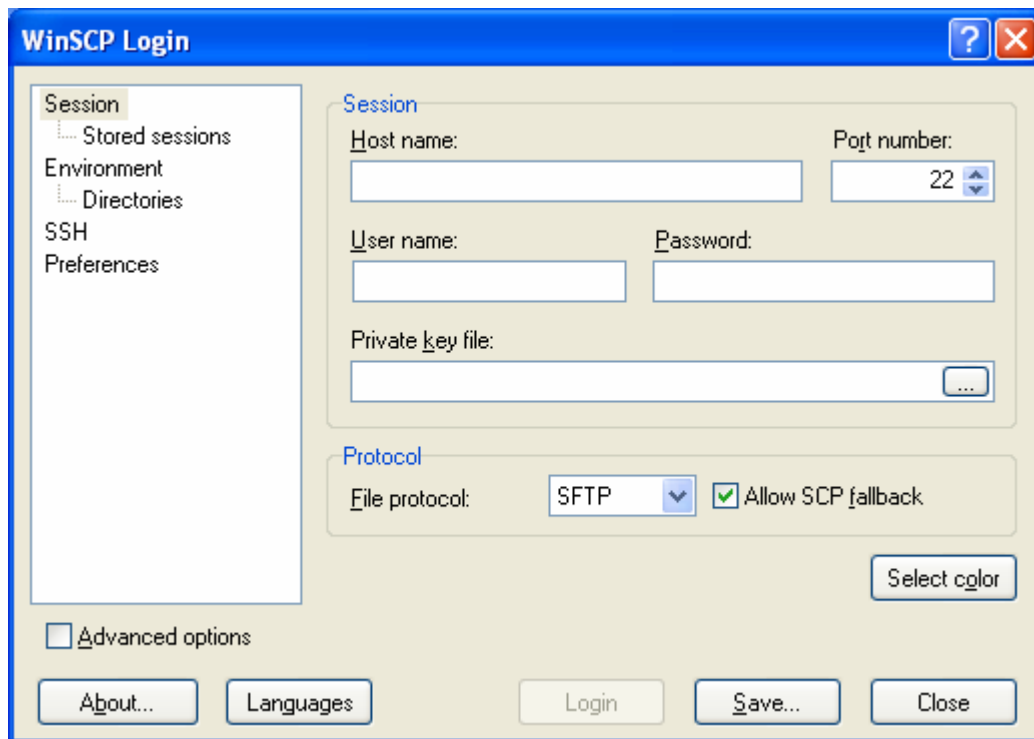 WinSCP Login
Session
Stored sessions
Environment
Directories
SSH
Preferences
Session
Host name:
Port number:
22
User name:
Password:
Private key file:
...
Protocol
File protocol:
SFTP
Allow SCP fallback
Select color
Advanced options
About...
Languages
Login
Save...
Close